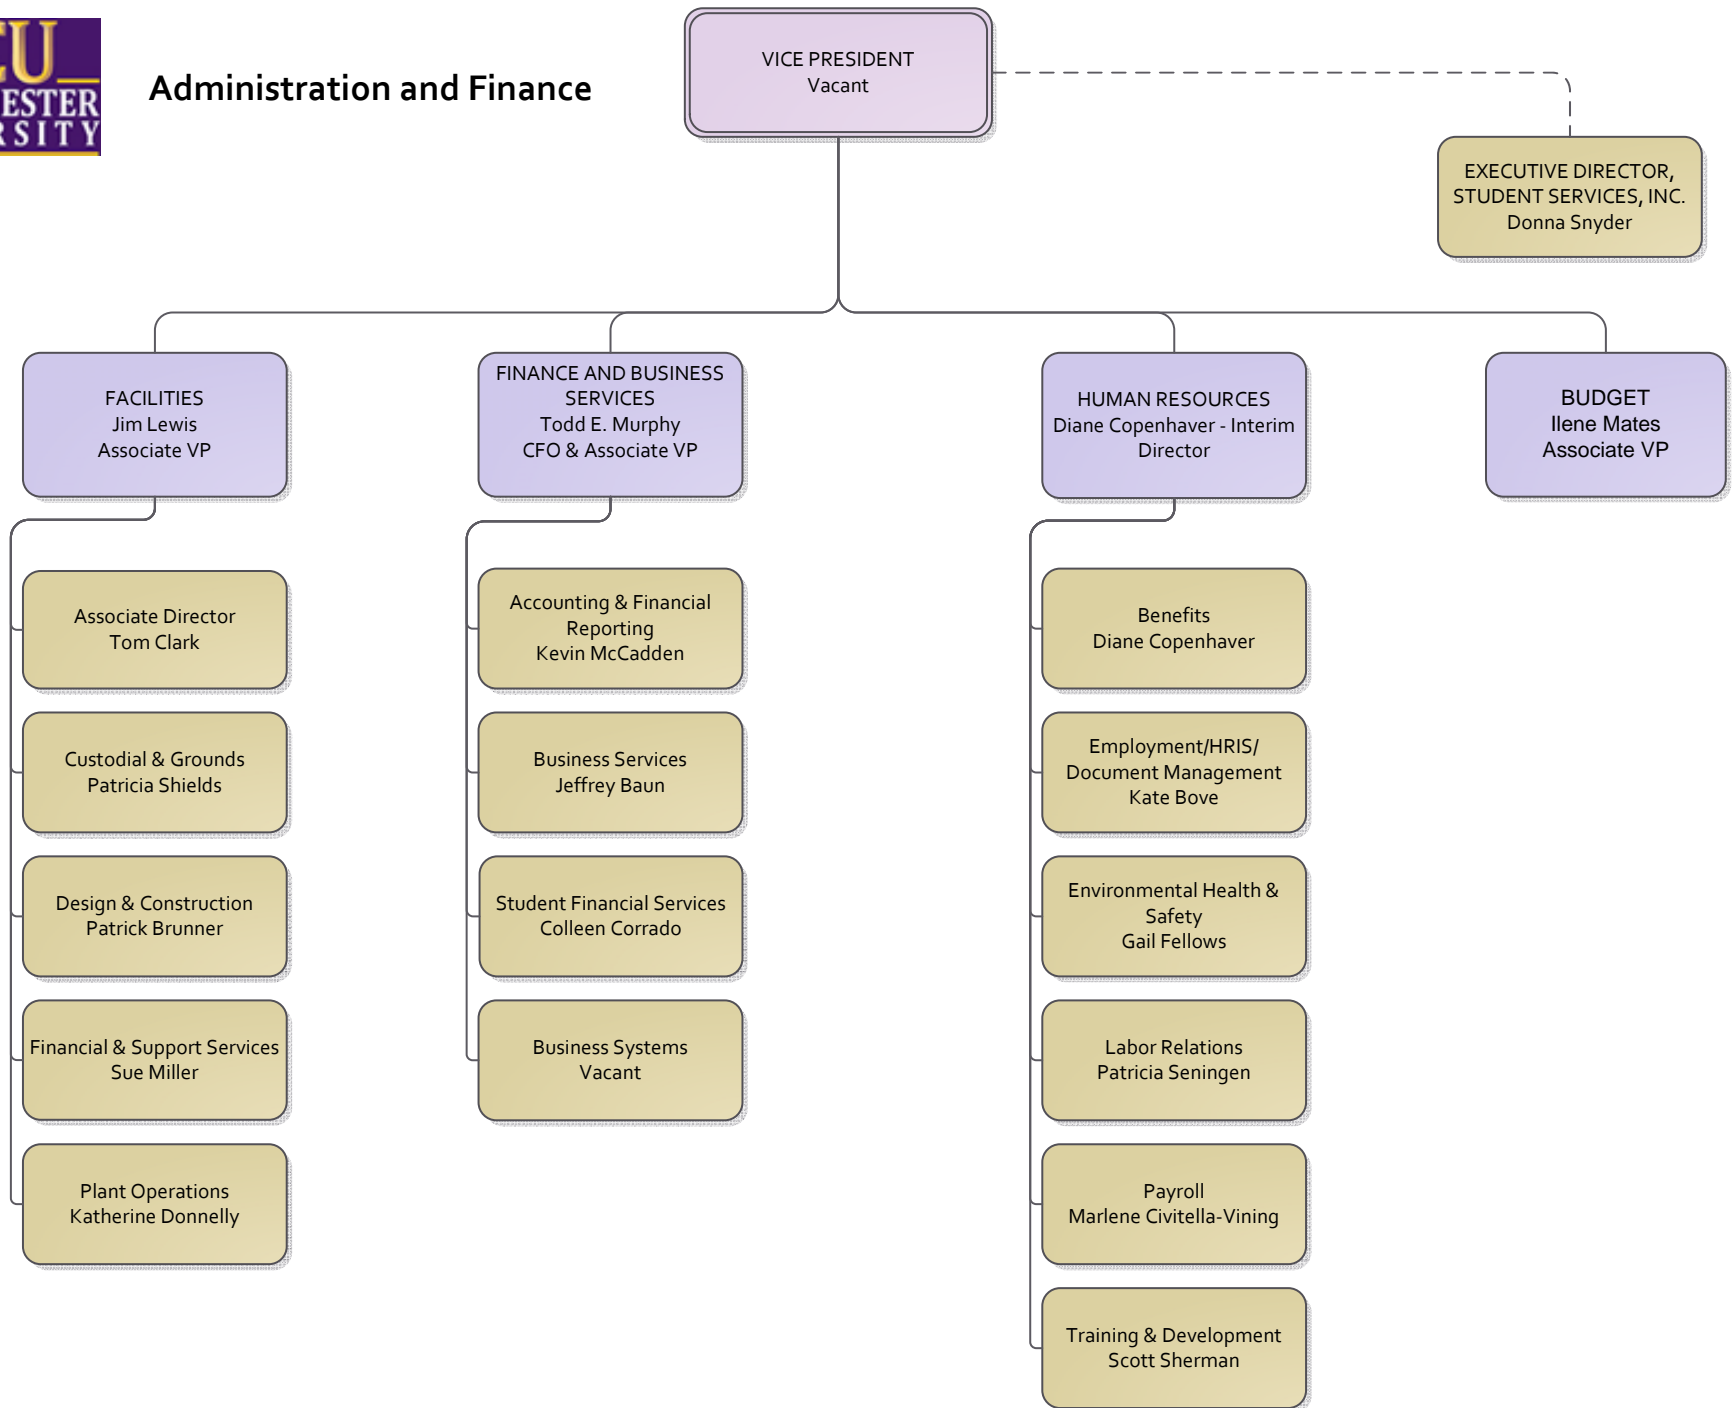 CU
ESTER
RSITY
Administration and Finance
VICE PRESIDENT
Vacant
EXECUTIVE DIRECTOR,
STUDENT SERVICES, INC.
Donna Snyder
FACILITIES
Jim Lewis
Associate VP
FINANCE AND BUSINESS
SERVICES
Todd E. Murphy
CFO & Associate VP
HUMAN RESOURCES
Diane Copenhaver - Interim
Director
BUDGET
Ilene Mates
Associate VP
Associate Director
Tom Clark
Custodial & Grounds
Patricia Shields
Design & Construction
Patrick Brunner
Financial & Support Services
Sue Miller
Plant Operations
Katherine Donnelly
Accounting & Financial
Reporting
Kevin McCadden
Business Services
Jeffrey Baun
Student Financial Services
Colleen Corrado
Business Systems
Vacant
Benefits
Diane Copenhaver
Employment/HRIS/
Document Management
Kate Bove
Environmental Health &
Safety
Gail Fellows
Labor Relations
Patricia Seningen
Payroll
Marlene Civitella-Vining
Training & Development
Scott Sherman